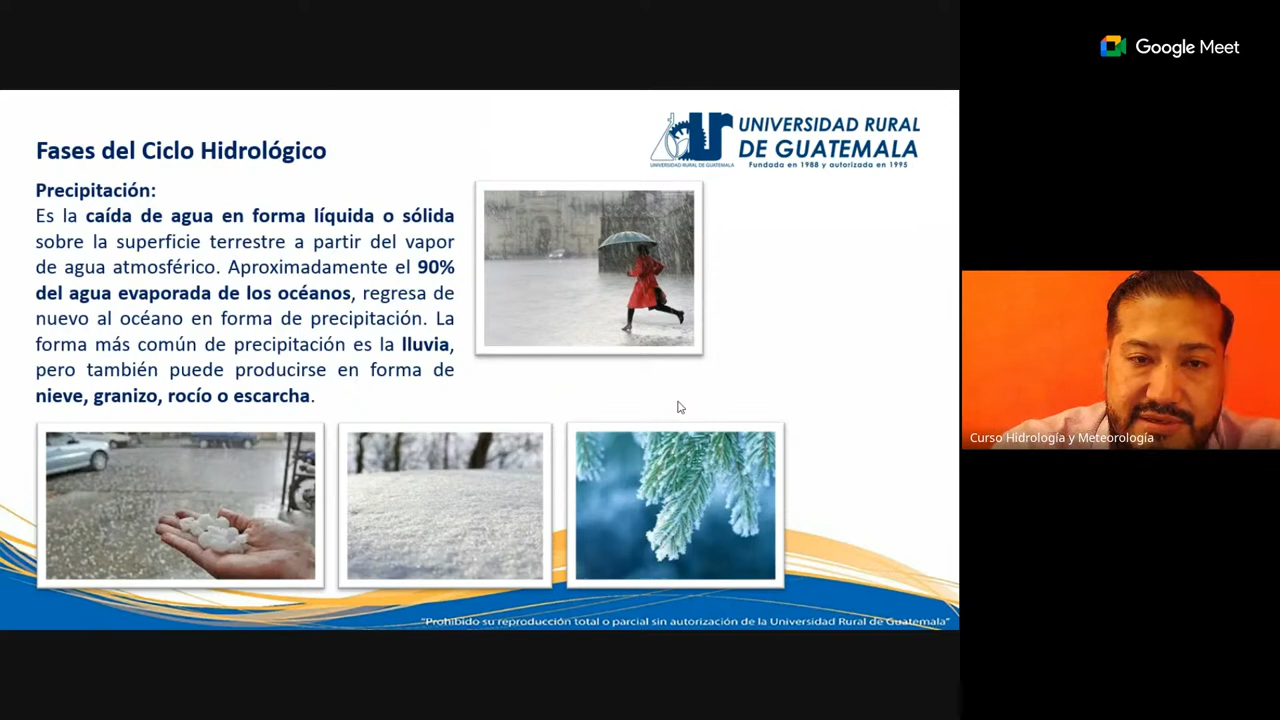 Google Meet
Fases del Ciclo Hidrológico
UNIVERSIDAD RURAL
DE GUATEMALA
Fundada en 1988 y autorizada en 1995
UNIVERSIDAD RURAL DE GUATEMALA
Precipitación:
Es la caída de agua en forma líquida o sólida
sobre la superficie terrestre a partir del vapor
de agua atmosférico. Aproximadamente el 90%
del agua evaporada de los océanos, regresa de
nuevo al océano en forma de precipitación. La
forma más común de precipitación es la lluvia,
pero también puede producirse en forma de
nieve, granizo, rocío o escarcha.
Curso Hidrología y Meteorología
"Prohibido su reproducción total o parcial sin autorización de la Universidad Rural de Guatemala"